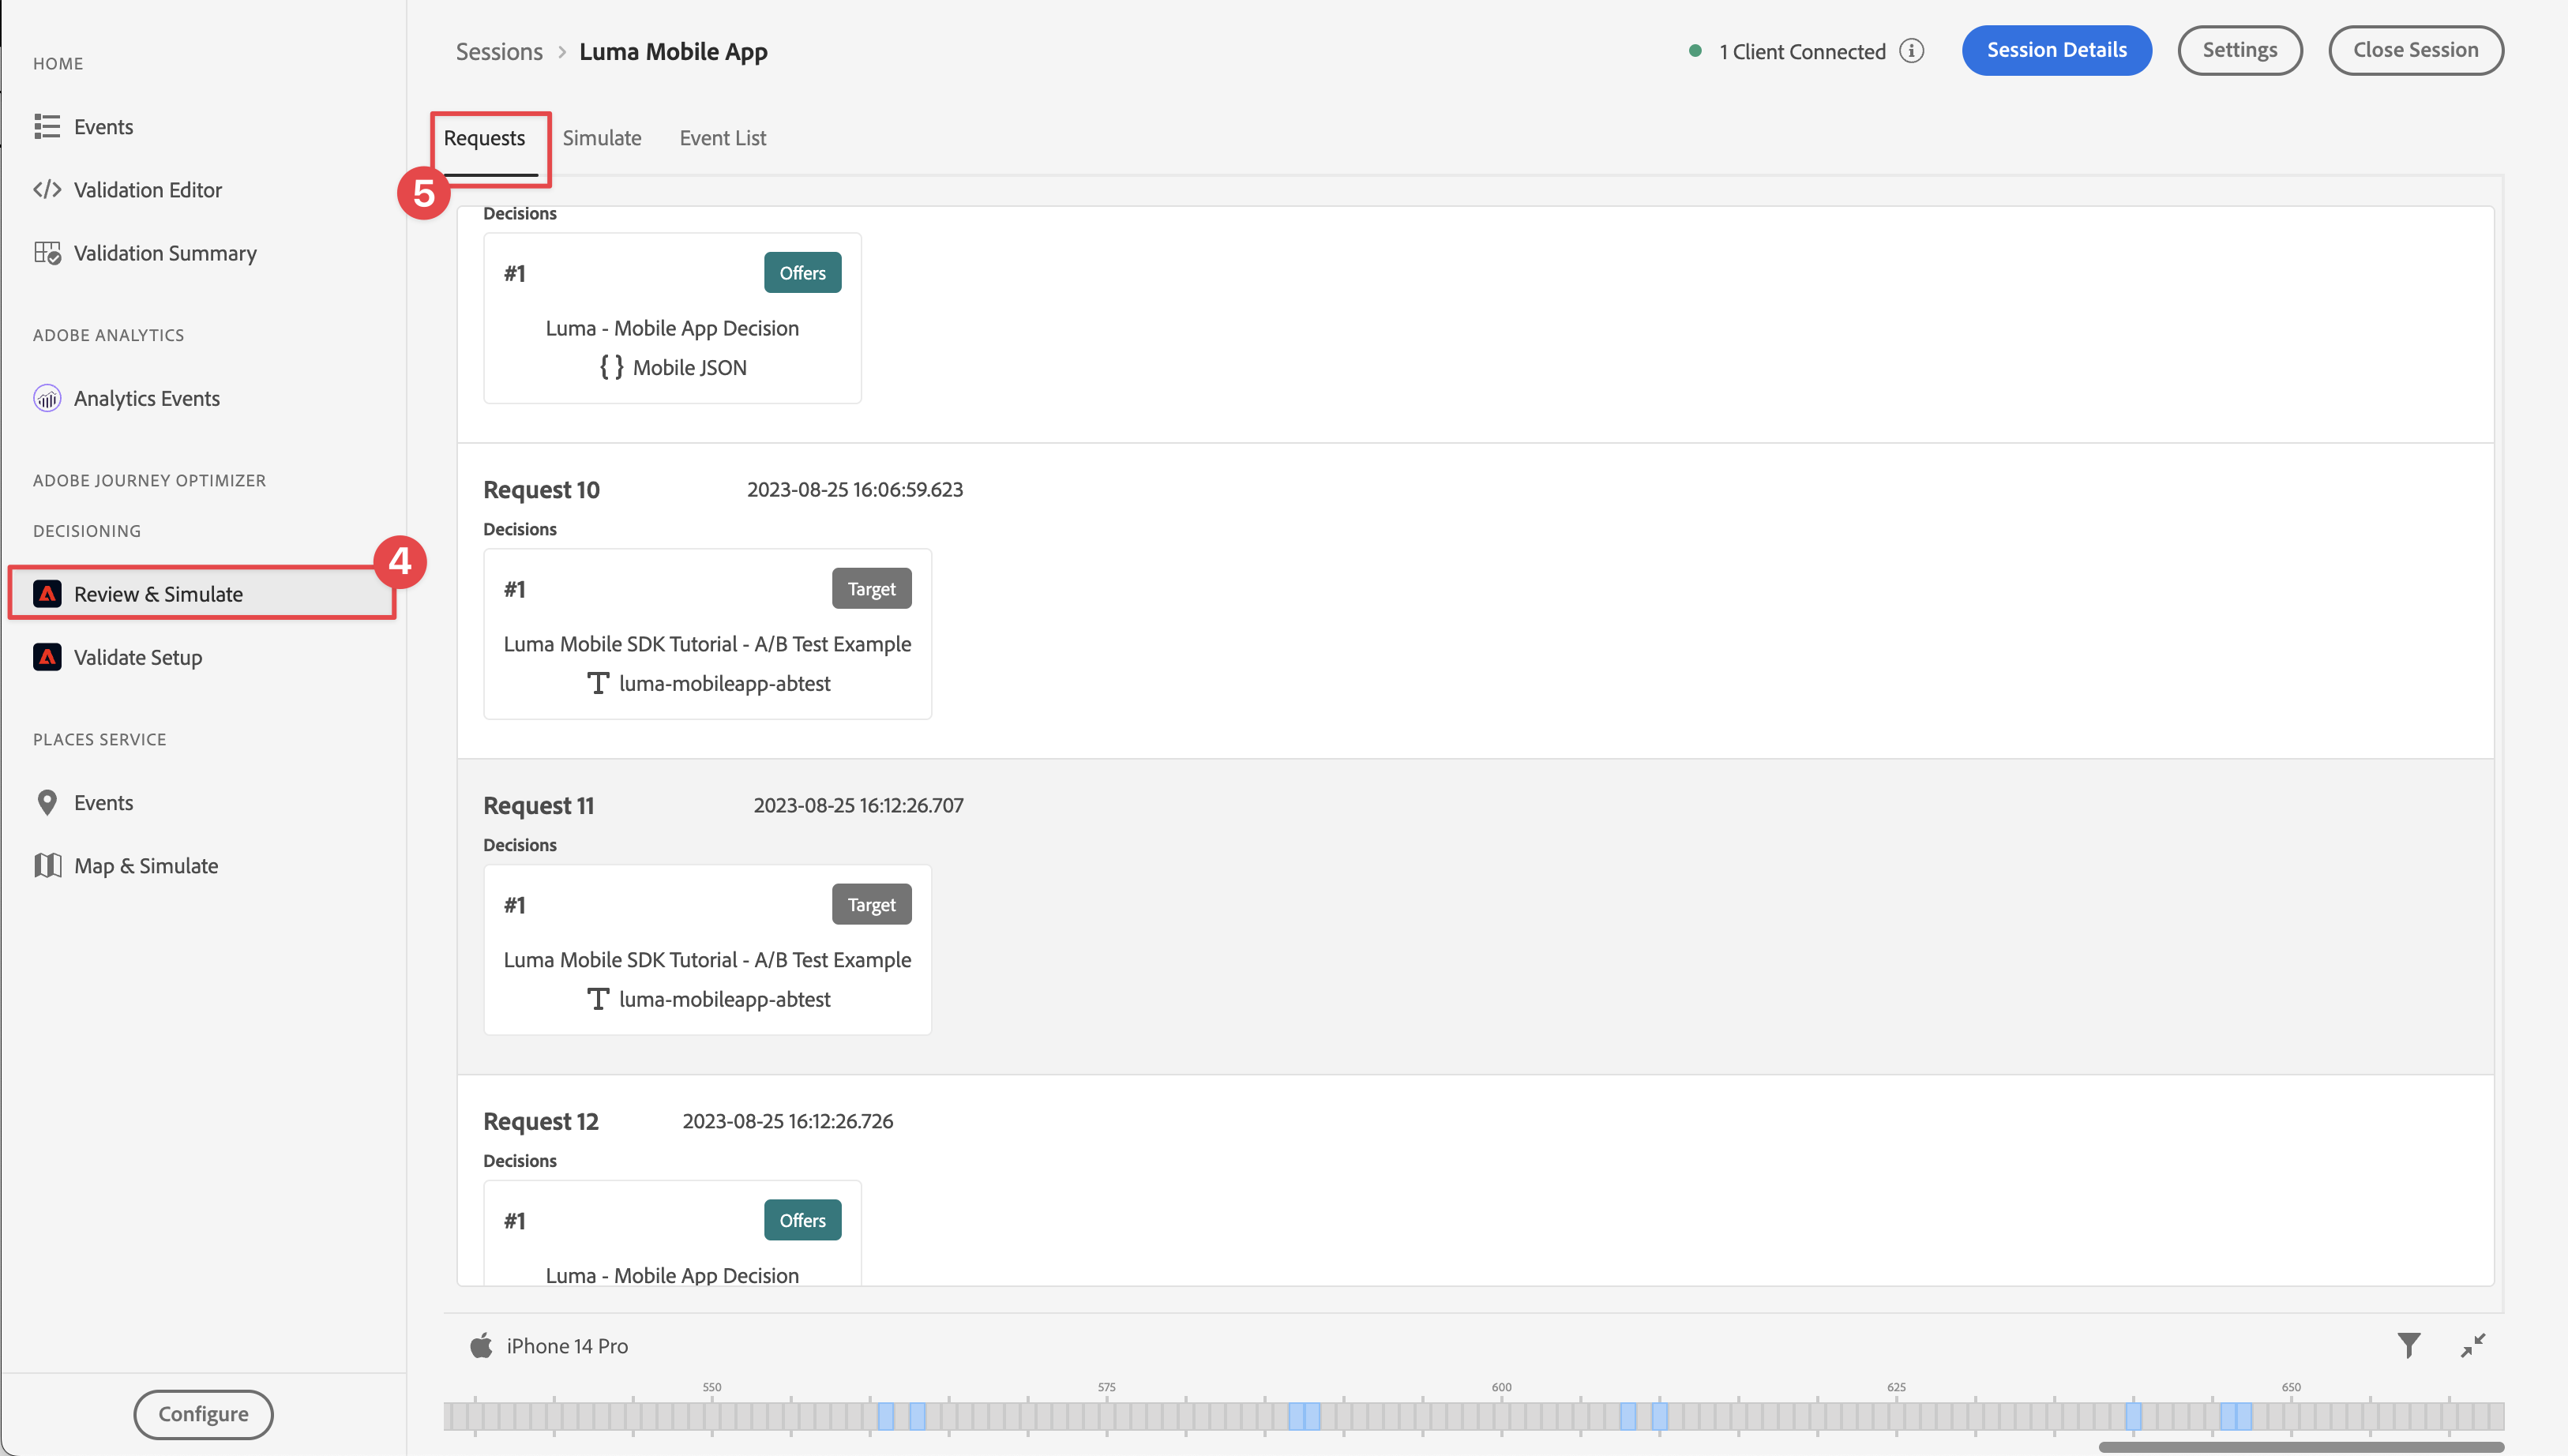 HOME
Events
Validation Editor
Validation Summary
ADOBE ANALYTICS
Analytics Events
ADOBE JOURNEY OPTIMIZER
DECISIONING
4
Review & Simulate
Validate Setup
PLACES SERVICE
Events
Map & Simulate
Configure
Sessions > Luma Mobile App
1 Client Connected
Session Details
Settings
Close Session
Requests
Simulate
Event List
5
Decisions
#1
Offers
Luma - Mobile App Decision
{ } Mobile JSON
Request 10
2023-08-25 16:06:59.623
Decisions
#1
Target
Luma Mobile SDK Tutorial - A/B Test Example
luma-mobileapp-abtest
Request 11
2023-08-25 16:12:26.707
Decisions
#1
Target
Luma Mobile SDK Tutorial - A/B Test Example
luma-mobileapp-abtest
Request 12
2023-08-25 16:12:26.726
Decisions
#1
Offers
Luma - Mobile App Decision
iPhone 14 Pro
550
575
600
625
650